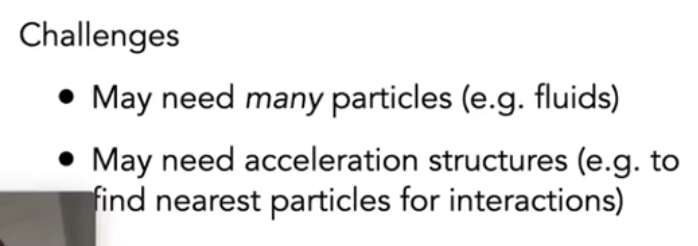 Challenges
• May need many particles (e.g. fluids)
• May need acceleration structures (e.g. to
find nearest particles for interactions)